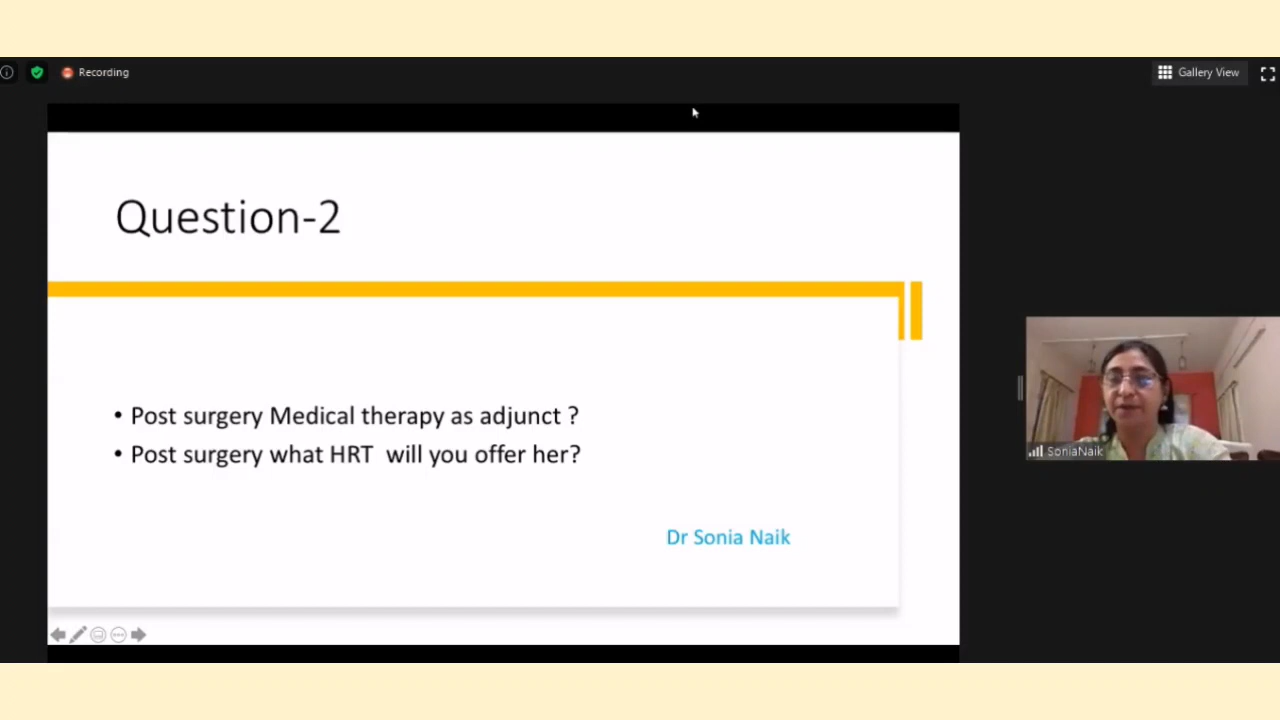 Recording
Gallery View
Question-2
• Post surgery Medical therapy as adjunct ?
• Post surgery what HRT will you offer her?
Dr Sonia Naik
SoniaNaik